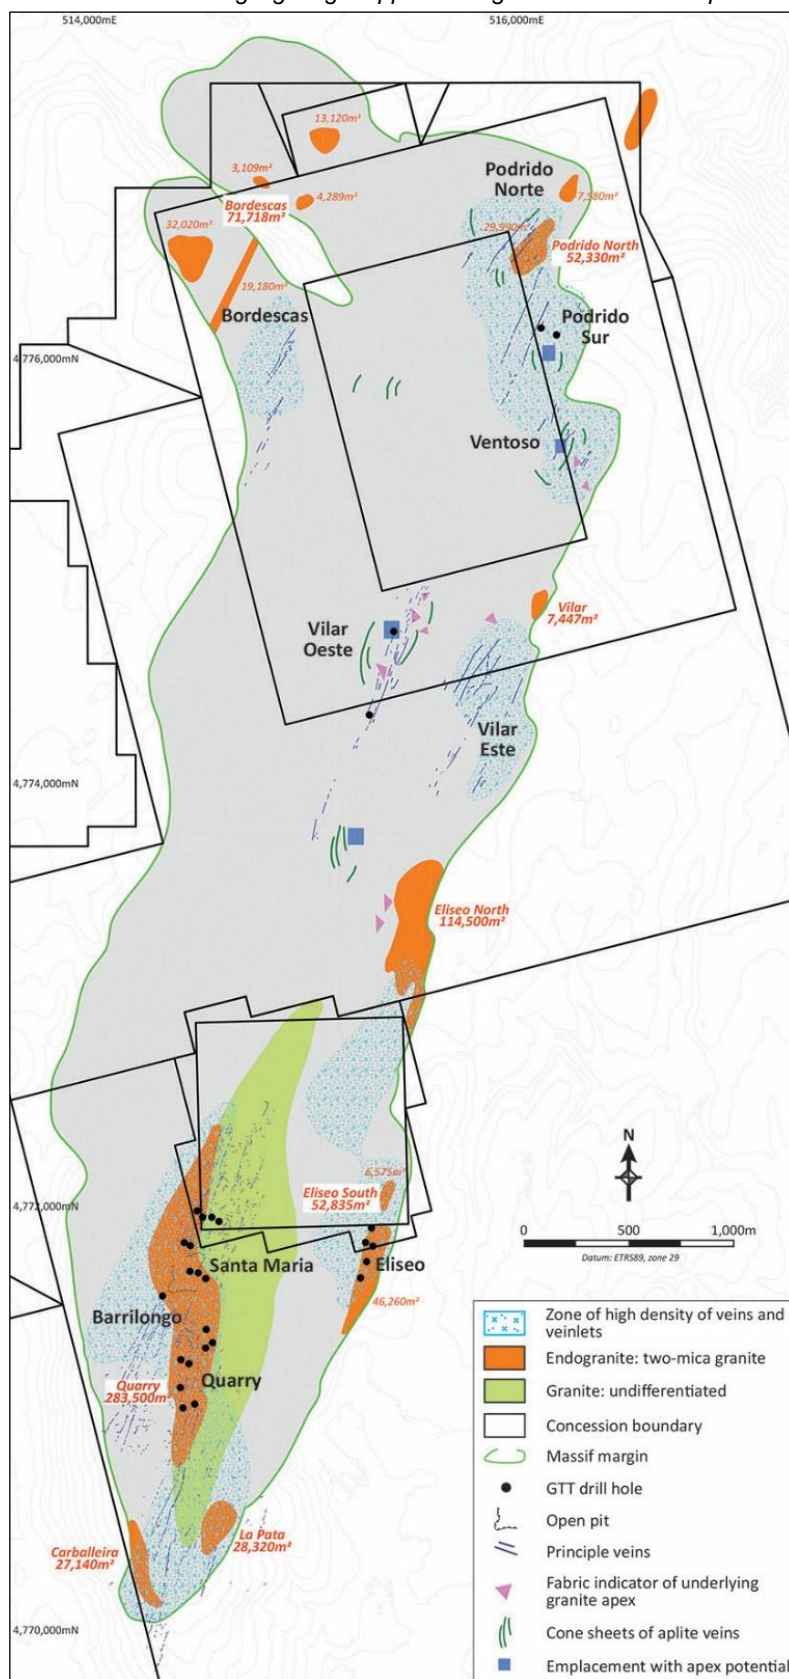 514,000mE
516,000mE
13,120m²
3,109m²
4,289m²
Bordescas
71,718m²
32,020m²
19,180m²
Bordescas
Podrido
Norte
7,580m²
29,990m²
Podrido North
52,330m²
Podrido
Sur
4,776,000mN
Ventoso
Vilar
7,447m²
Vilar
Oeste
Vilar
Este
4,774,000mN
Eliseo North
114,500m²
6,575m²
Eliseo South
52,835m²
4,772,000mN
Santa Maria
Eliseo
46,260m²
Barrilongo
Quarry
283,500m²
Quarry
La Pata
28,320m²
Carballeira
27,140m²
4,770,000mN
N
0 500 1,000m
Datum: ETRS89, zone 29
Zone of high density of veins and
veinlets
Endogranite: two-mica granite
Granite: undifferentiated
Concession boundary
Massif margin
GTT drill hole
Open pit
Principle veins
Fabric indicator of underlying
granite apex
Cone sheets of aplite veins
Emplacement with apex potential